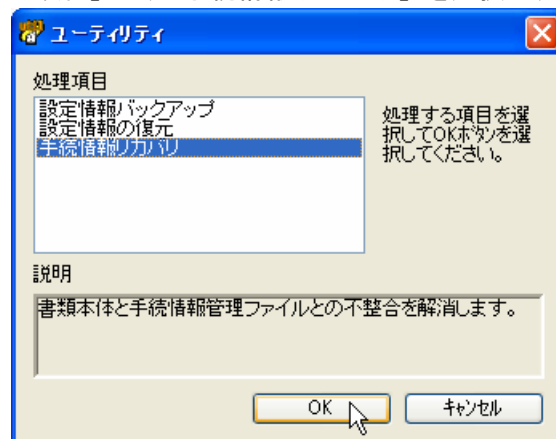 ユーティリティ
処理項目
設定情報バックアップ
設定情報の復元
手続情報リカバリ
処理する項目を選
択してOKボタンを選
択してください。
説明
書類本体と手続情報管理ファイルとの不整合を解消します。
OK
キャンセル